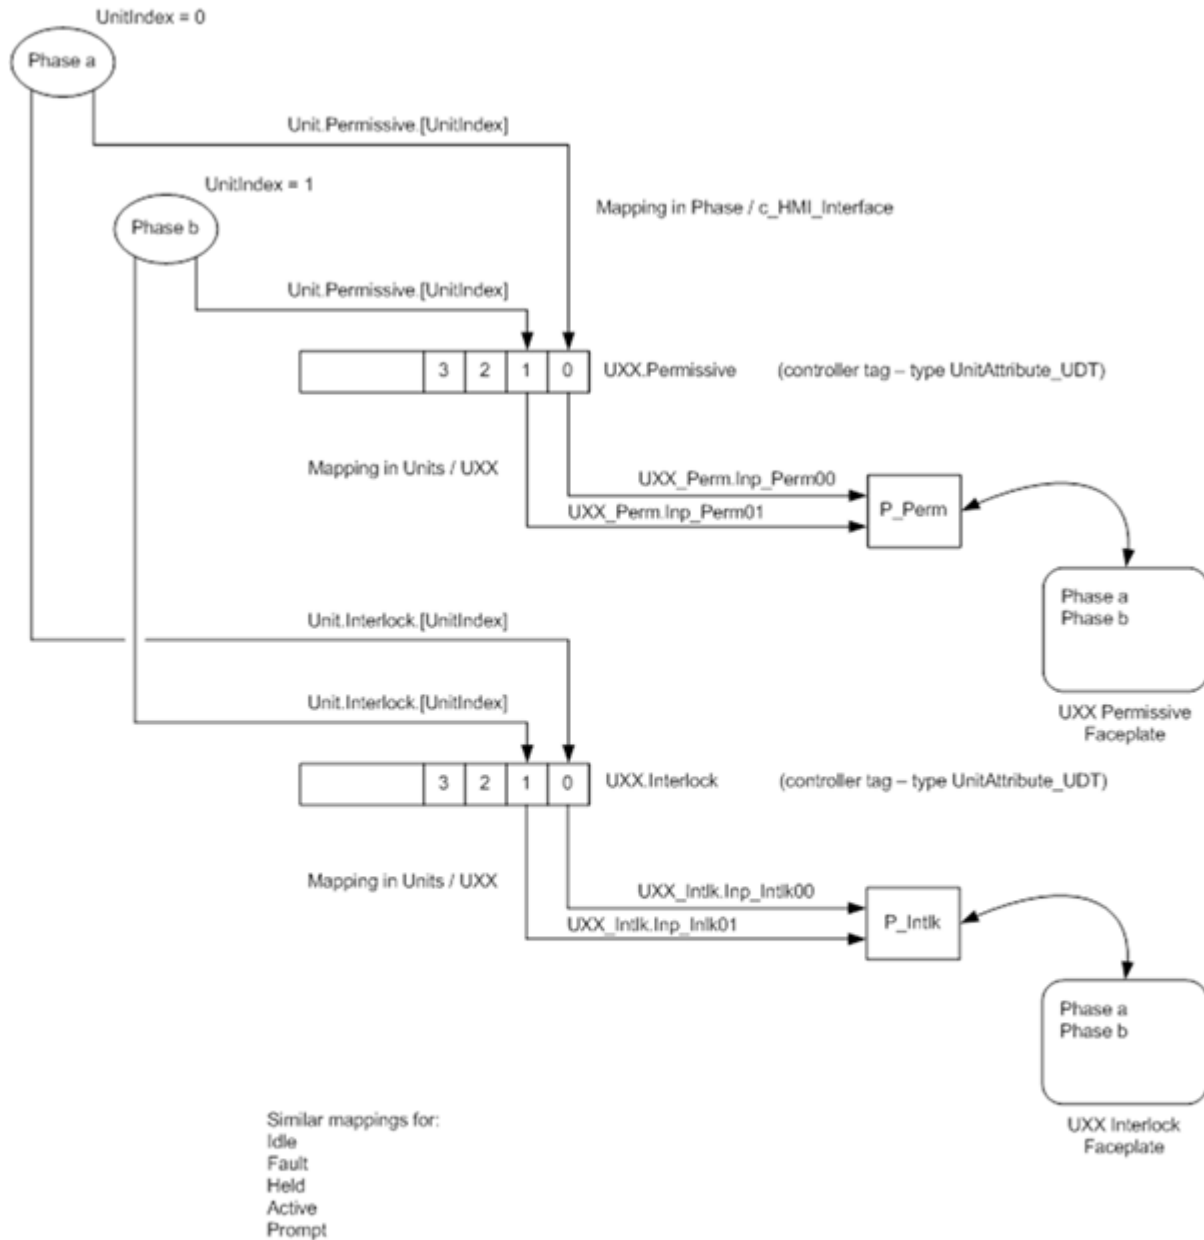 UnitIndex = 0
Phase a
Unit.Permissive.[UnitIndex]
UnitIndex = 1
Mapping in Phase / c_HMI_Interface
Phase b
Unit.Permissive.[UnitIndex]
3 2 1 0 UXX.Permissive (controller tag – type UnitAttribute_UDT)
Mapping in Units / UXX
UXX_Perm.Inp_Perm00
UXX_Perm.Inp_Perm01
P_Perm
Phase a
Phase b
Unit.Interlock.[UnitIndex]
UXX Permissive
Faceplate
Unit.Interlock.[UnitIndex]
3 2 1 0 UXX.Interlock (controller tag – type UnitAttribute_UDT)
Mapping in Units / UXX
UXX_Intlk.Inp_Intlk00
UXX_Intlk.Inp_Inlk01
P_Intlk
Phase a
Phase b
UXX Interlock
Faceplate
Similar mappings for:
Idle
Fault
Held
Active
Prompt